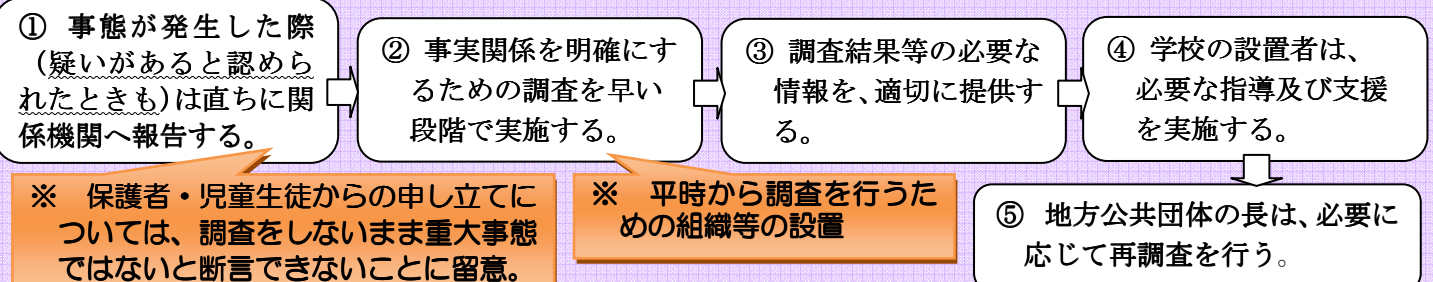 ① 事態が発生した際
(疑いがあると認めら
れたときも)は直ちに関
係機関へ報告する。
② 事実関係を明確にす
るための調査を早い
段階で実施する。
③ 調査結果等の必要な
情報を、適切に提供す
る。
④ 学校の設置者は、
必要な指導及び支援
を実施する。
※ 保護者・児童生徒からの申し立てに
ついては、調査をしないまま重大事態
ではないと断言できないことに留意。
※ 平時から調査を行うた
めの組織等の設置
⑤ 地方公共団体の長は、必要に
応じて再調査を行う。